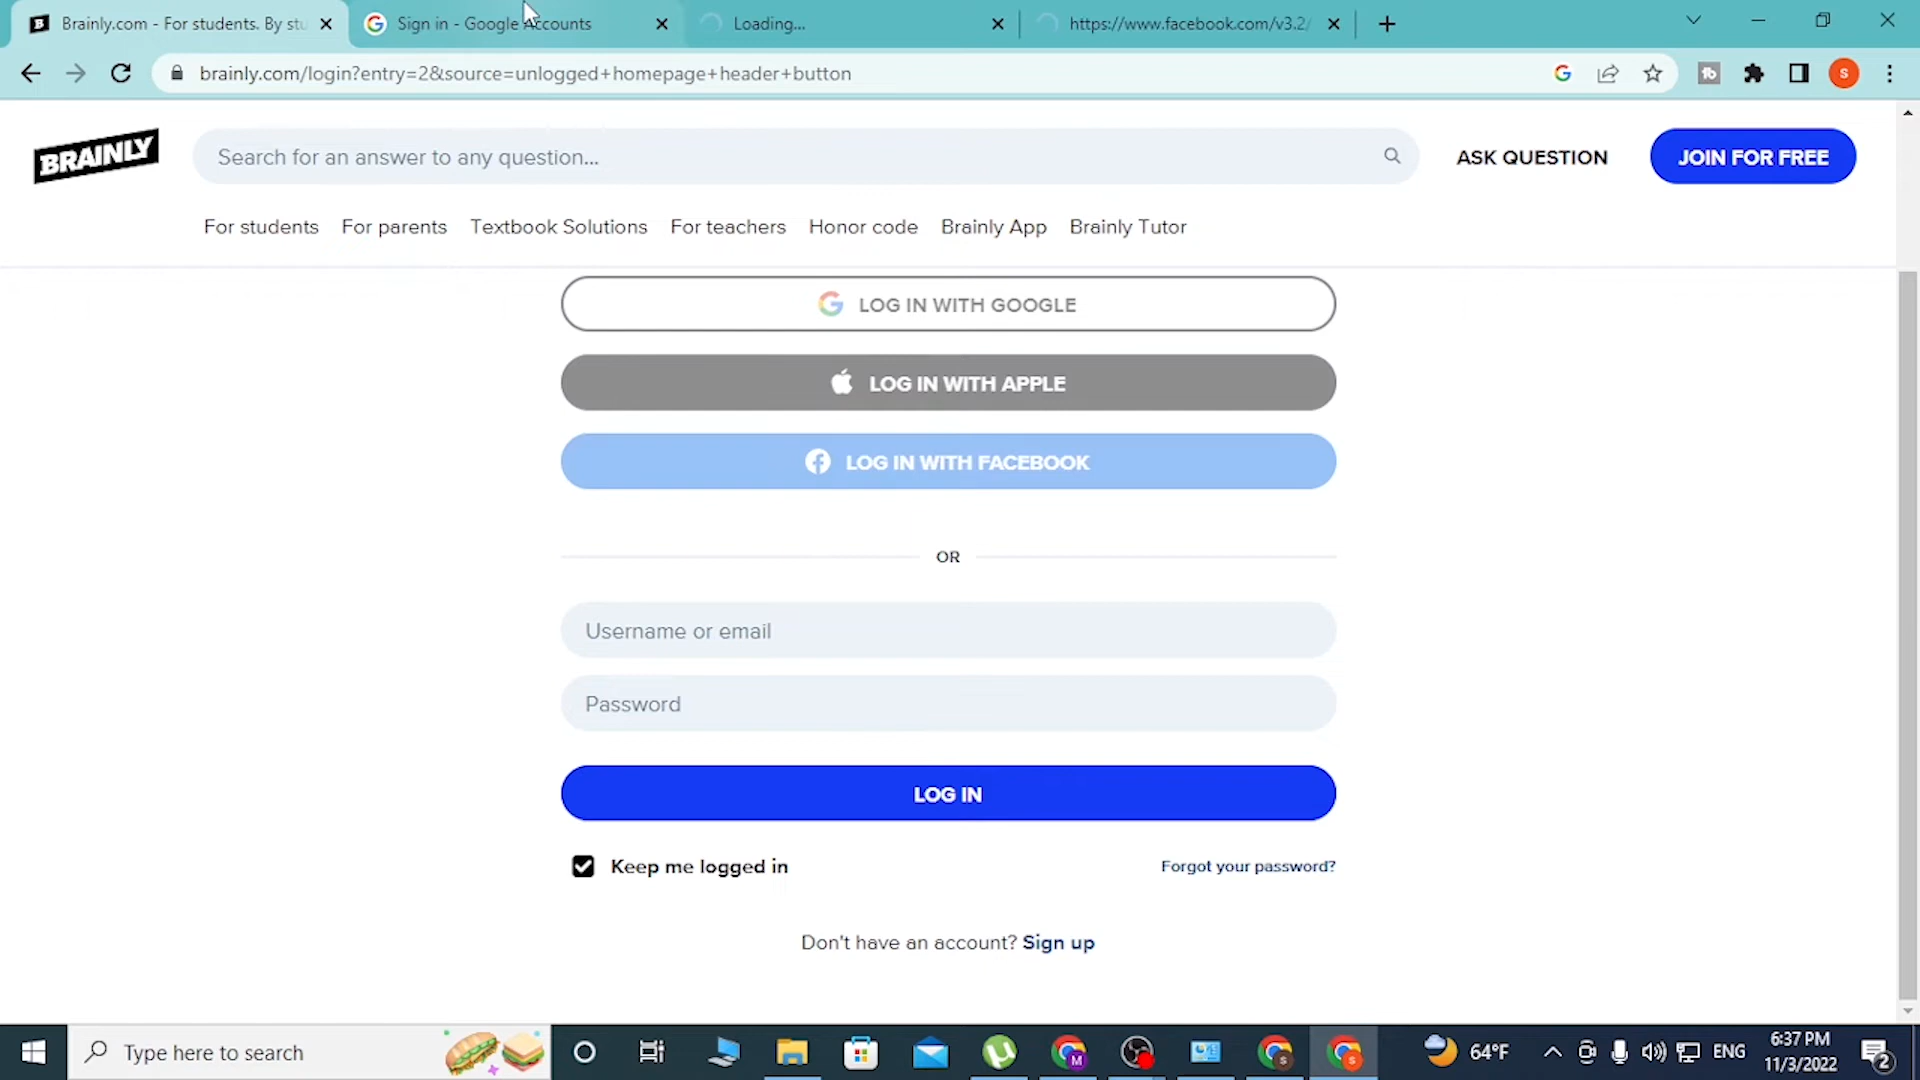 Brainly.com - For students. By stu
Sign in - Google Accounts
Loading...
https://www.facebook.com/v3.2/
brainly.com/login?entry=2&source=unlogged+homepage+header+button
S
BRAINLY
Search for an answer to any question...
ASK QUESTION
JOIN FOR FREE
For students
For parents
Textbook Solutions
For teachers
Honor code
Brainly App
Brainly Tutor
LOG IN WITH GOOGLE
LOG IN WITH APPLE
LOG IN WITH FACEBOOK
OR
Username or email
Password
LOG IN
Keep me logged in
Forgot your password?
Don't have an account? Sign up
Type here to search
64°F
ENG
6:37 PM
11/3/2022
2